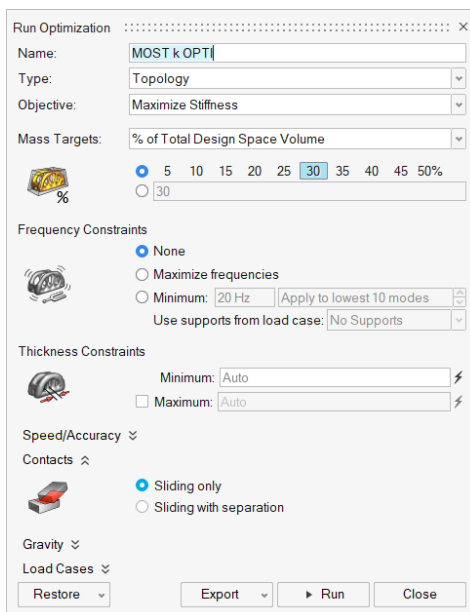 Run Optimization
Name: MOST k OPTI
Type: Topology
Objective: Maximize Stiffness
Mass Targets: % of Total Design Space Volume
5 10 15 20 25 30 35 40 45 50%
%
30
Frequency Constraints
None
Maximize frequencies
Minimum: 20 Hz Apply to lowest 10 modes
Use supports from load case: No Supports
Thickness Constraints
Minimum: Auto
Maximum: Auto
Speed/Accuracy
Contacts
Sliding only
Sliding with separation
Gravity
Load Cases
Restore Export Run Close